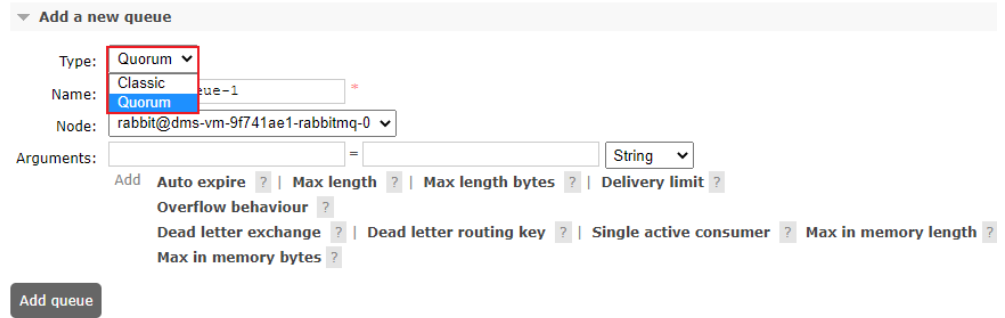 Add a new queue
Type: Quorum
Classic
Name: eue-1 *
Quorum
Node: rabbit@dms-vm-9f741ae1-rabbitmq-0
Arguments: = String
Add Auto expire ? | Max length ? | Max length bytes ? | Delivery limit ?
Overflow behaviour ?
Dead letter exchange ? | Dead letter routing key ? | Single active consumer ? Max in memory length ?
Max in memory bytes ?
Add queue